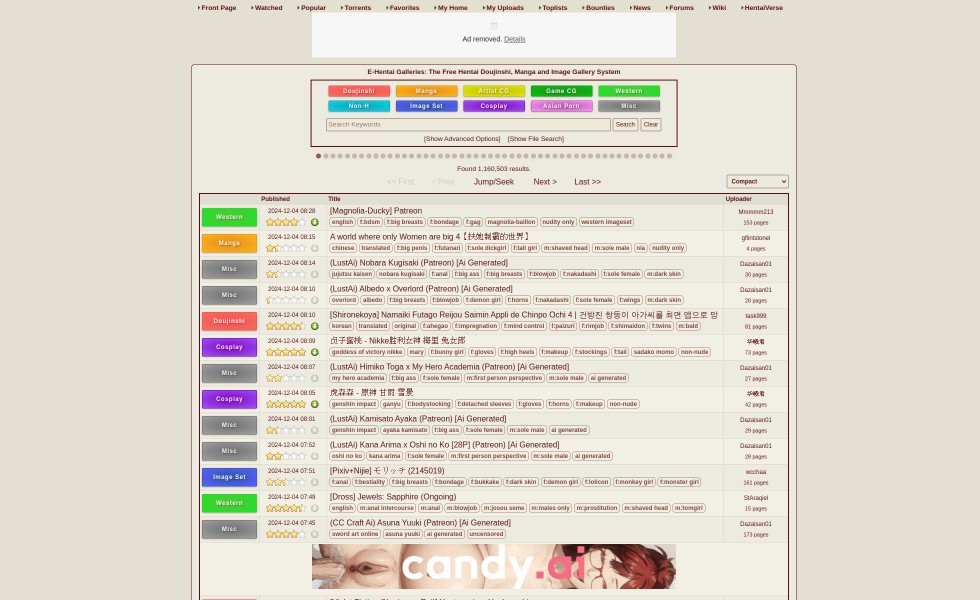 Front Page Watched Popular Torrents Favorites My Home My Uploads Toplists Bounties News Forums Wiki HentaiVerse
Ad removed. Details
E-Hentai Galleries: The Free Hentai Doujinshi, Manga and Image Gallery System
Doujinshi Manga Artist CG Game CG Western
Non-H Image Set Cosplay Asian Porn Misc
Search Keywords Search Clear
[Show Advanced Options] [Show File Search]
Found 1,160,503 results.
<< First < Prev Jump/Seek Next > Last >> Compact
Published Title Uploader
Western 2024-12-04 08:28 [Magnolia-Ducky] Patreon Mmmmm213
english f:bdsm f:big breasts f:bondage f:gag magnolia-baillon nudity only western imageset 153 pages
Manga 2024-12-04 08:15 A world where only Women are big 4【扶她制霸的世界】 gfintstonel
chinese translated f:big penis f:futanari f:sole dickgirl f:tall girl m:shaved head m:sole male nia nudity only 4 pages
Misc 2024-12-04 08:14 (LustAi) Nobara Kugisaki (Patreon) [Ai Generated] Dazaisan01
jujutsu kaisen nobara kugisaki f:anal f:big ass f:big breasts f:blowjob f:nakadashi f:sole female m:dark skin 30 pages
Misc 2024-12-04 08:10 (LustAi) Albedo x Overlord (Patreon) [Ai Generated] Dazaisan01
overlord albedo f:big breasts f:blowjob f:demon girl f:horns f:nakadashi f:sole female f:wings m:dark skin 28 pages
Doujinshi 2024-12-04 08:10 [Shironekoya] Namaiki Futago Reijou Saimin Appli de Chinpo Ochi 4 | 건방진 쌍둥이 아가씨를 최면 앱으로 망 task999
korean translated original f:ahegao f:impregnation f:mind control f:paizuri f:rimjob f:shimaidon f:twins m:bald 81 pages
Cosplay 2024-12-04 08:09 贞子蜜桃 - Nikke胜利女神 梅里 兔女郎
goddess of victory nikke mary f:bunny girl f:gloves f:high heels f:makeup f:stockings f:tail sadako momo non-nude 73 pages
Misc 2024-12-04 08:07 (LustAi) Himiko Toga x My Hero Academia (Patreon) [Ai Generated] Dazaisan01
my hero academia f:big ass f:sole female m:first person perspective m:sole male ai generated 27 pages
Cosplay 2024-12-04 08:05 虎森森 - 原神 甘雨 雪景
genshin impact ganyu f:bodystocking f:detached sleeves f:gloves f:horns f:makeup non-nude 42 pages
Misc 2024-12-04 08:01 (LustAi) Kamisato Ayaka (Patreon) [Ai Generated] Dazaisan01
genshin impact ayaka kamisato f:big ass f:sole female m:sole male ai generated 29 pages
Misc 2024-12-04 07:52 (LustAi) Kana Arima x Oshi no Ko [28P] (Patreon) [Ai Generated] Dazaisan01
oshi no ko kana arima f:sole female m:first person perspective m:sole male ai generated 28 pages
Image Set 2024-12-04 07:51 [Pixiv+Nijie] モリッテ (2145019) wcchaa
f:anal f:bestiality f:big breasts f:bondage f:bukkake f:dark skin f:demon girl f:lolicon f:monkey girl f:monster girl 161 pages
Western 2024-12-04 07:49 [Dross] Jewels: Sapphire (Ongoing) StAraqiel
english m:anal intercourse m:anal m:blowjob m:josou seme m:males only m:prostitution m:shaved head m:tomgirl 15 pages
Misc 2024-12-04 07:45 (CC Craft Ai) Asuna Yuuki (Patreon) [Ai Generated] Dazaisan01
sword art online asuna yuuki ai generated uncensored 173 pages
candy.ai